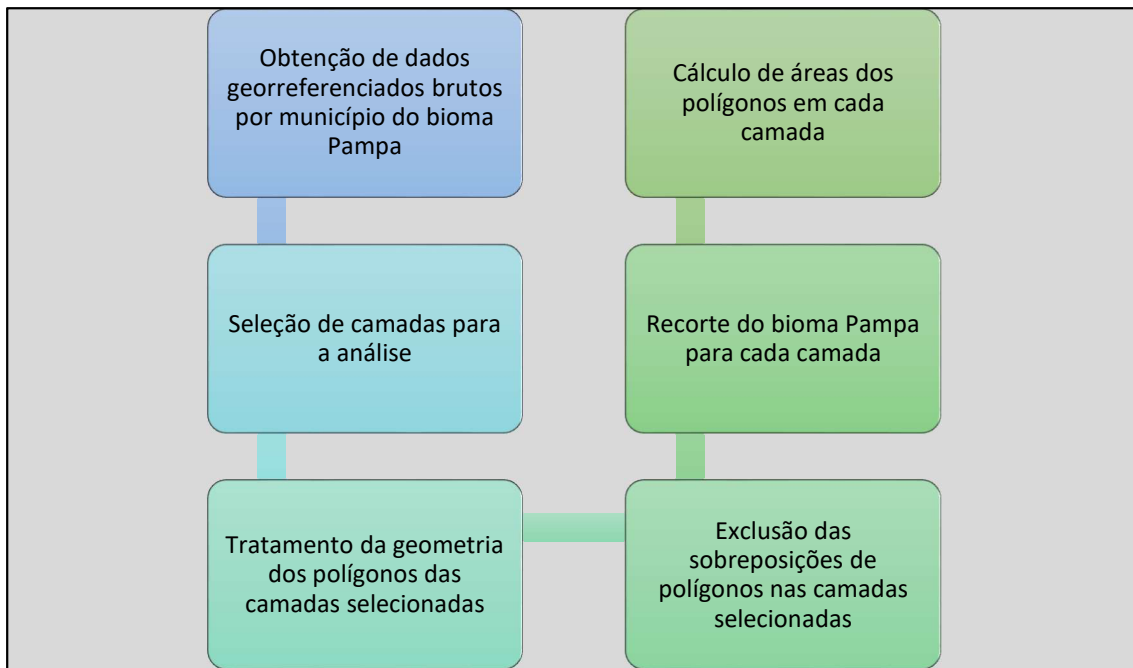 Obtenção de dados
georreferenciados brutos
por município do bioma
Pampa
Seleção de camadas para
a análise
Tratamento da geometria
dos polígonos das
camadas selecionadas
Exclusão das
sobreposições de
polígonos nas camadas
selecionadas
Recorte do bioma Pampa
para cada camada
Cálculo de áreas dos
polígonos em cada
camada